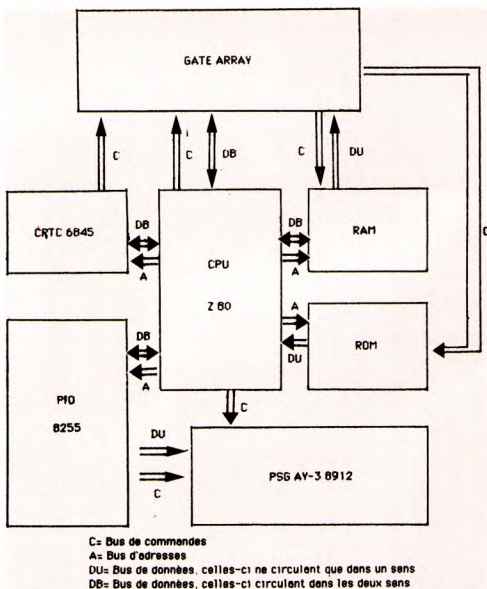 GATE ARRAY
C
C
DB
C
DU
C
CRTC 6845
DB
A
CPU
Z 80
DB
A
RAM
A
DU
ROM
PIO
8255
DB
A
C
DU
C
PSG AY-3 8912
C= Bus de commandes
A= Bus d'adresses
DU= Bus de données, celles-ci ne circulant que dans un sens
DB= Bus de données, celles-ci circulant dans les deux sens